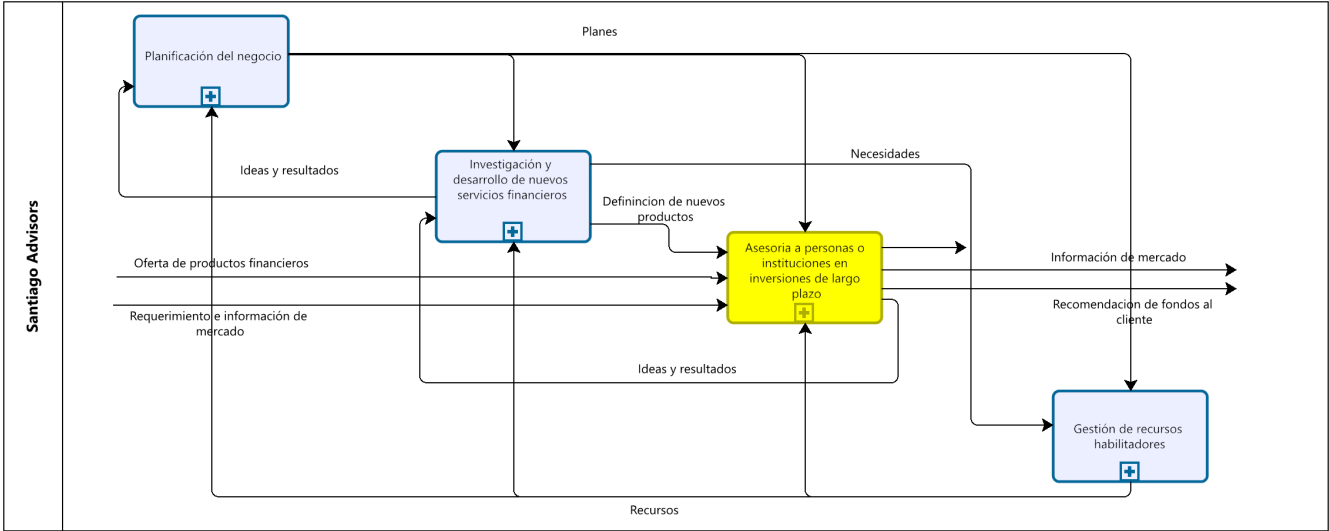 Santiago Advisors
Planes
Planificación del negocio
Ideas y resultados
Investigación y
desarrollo de nuevos
servicios financieros
Necesidades
Definincion de nuevos
productos
Asesoria a personas o
instituciones en
inversiones de largo
plazo
Oferta de productos financieros
Información de mercado
Requerimiento e información de
mercado
Recomendacion de fondos al
cliente
Ideas y resultados
Gestión de recursos
habilitadores
Recursos